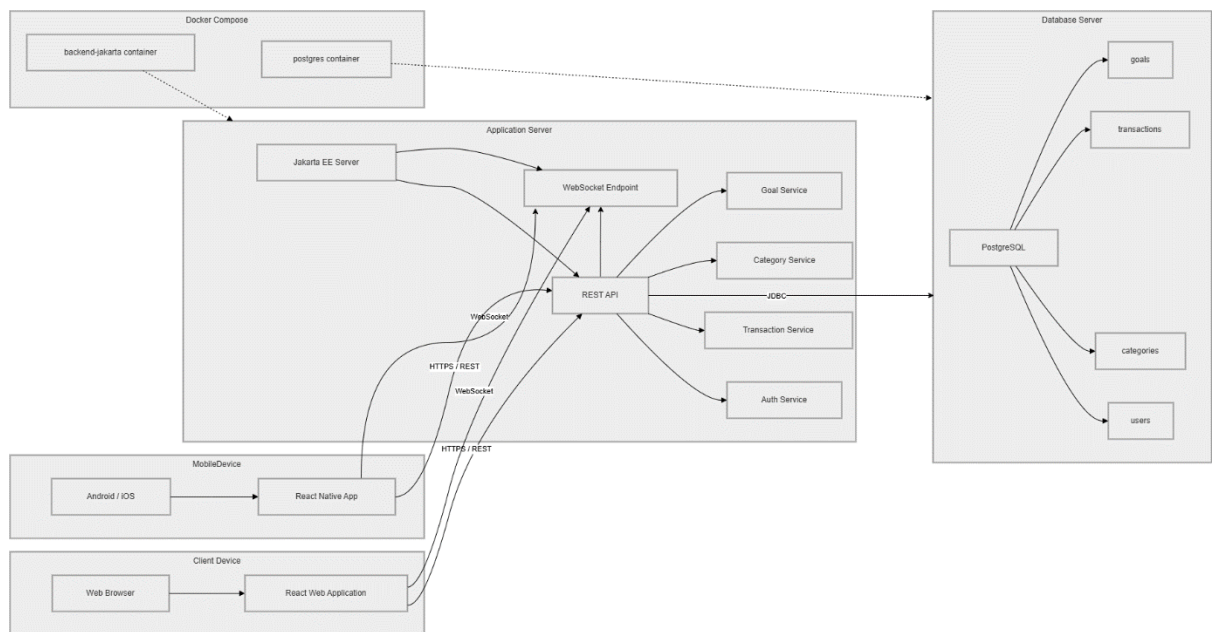 Docker Compose
backend-jakarta container
postgres container
Database Server
goals
transactions
PostgreSQL
categories
users
Application Server
Jakarta EE Server
WebSocket Endpoint
Goal Service
Category Service
REST API
JDBC
Transaction Service
Auth Service
WebSocket
HTTPS / REST
WebSocket
HTTPS / REST
MobileDevice
Android / iOS
React Native App
Client Device
Web Browser
React Web Application